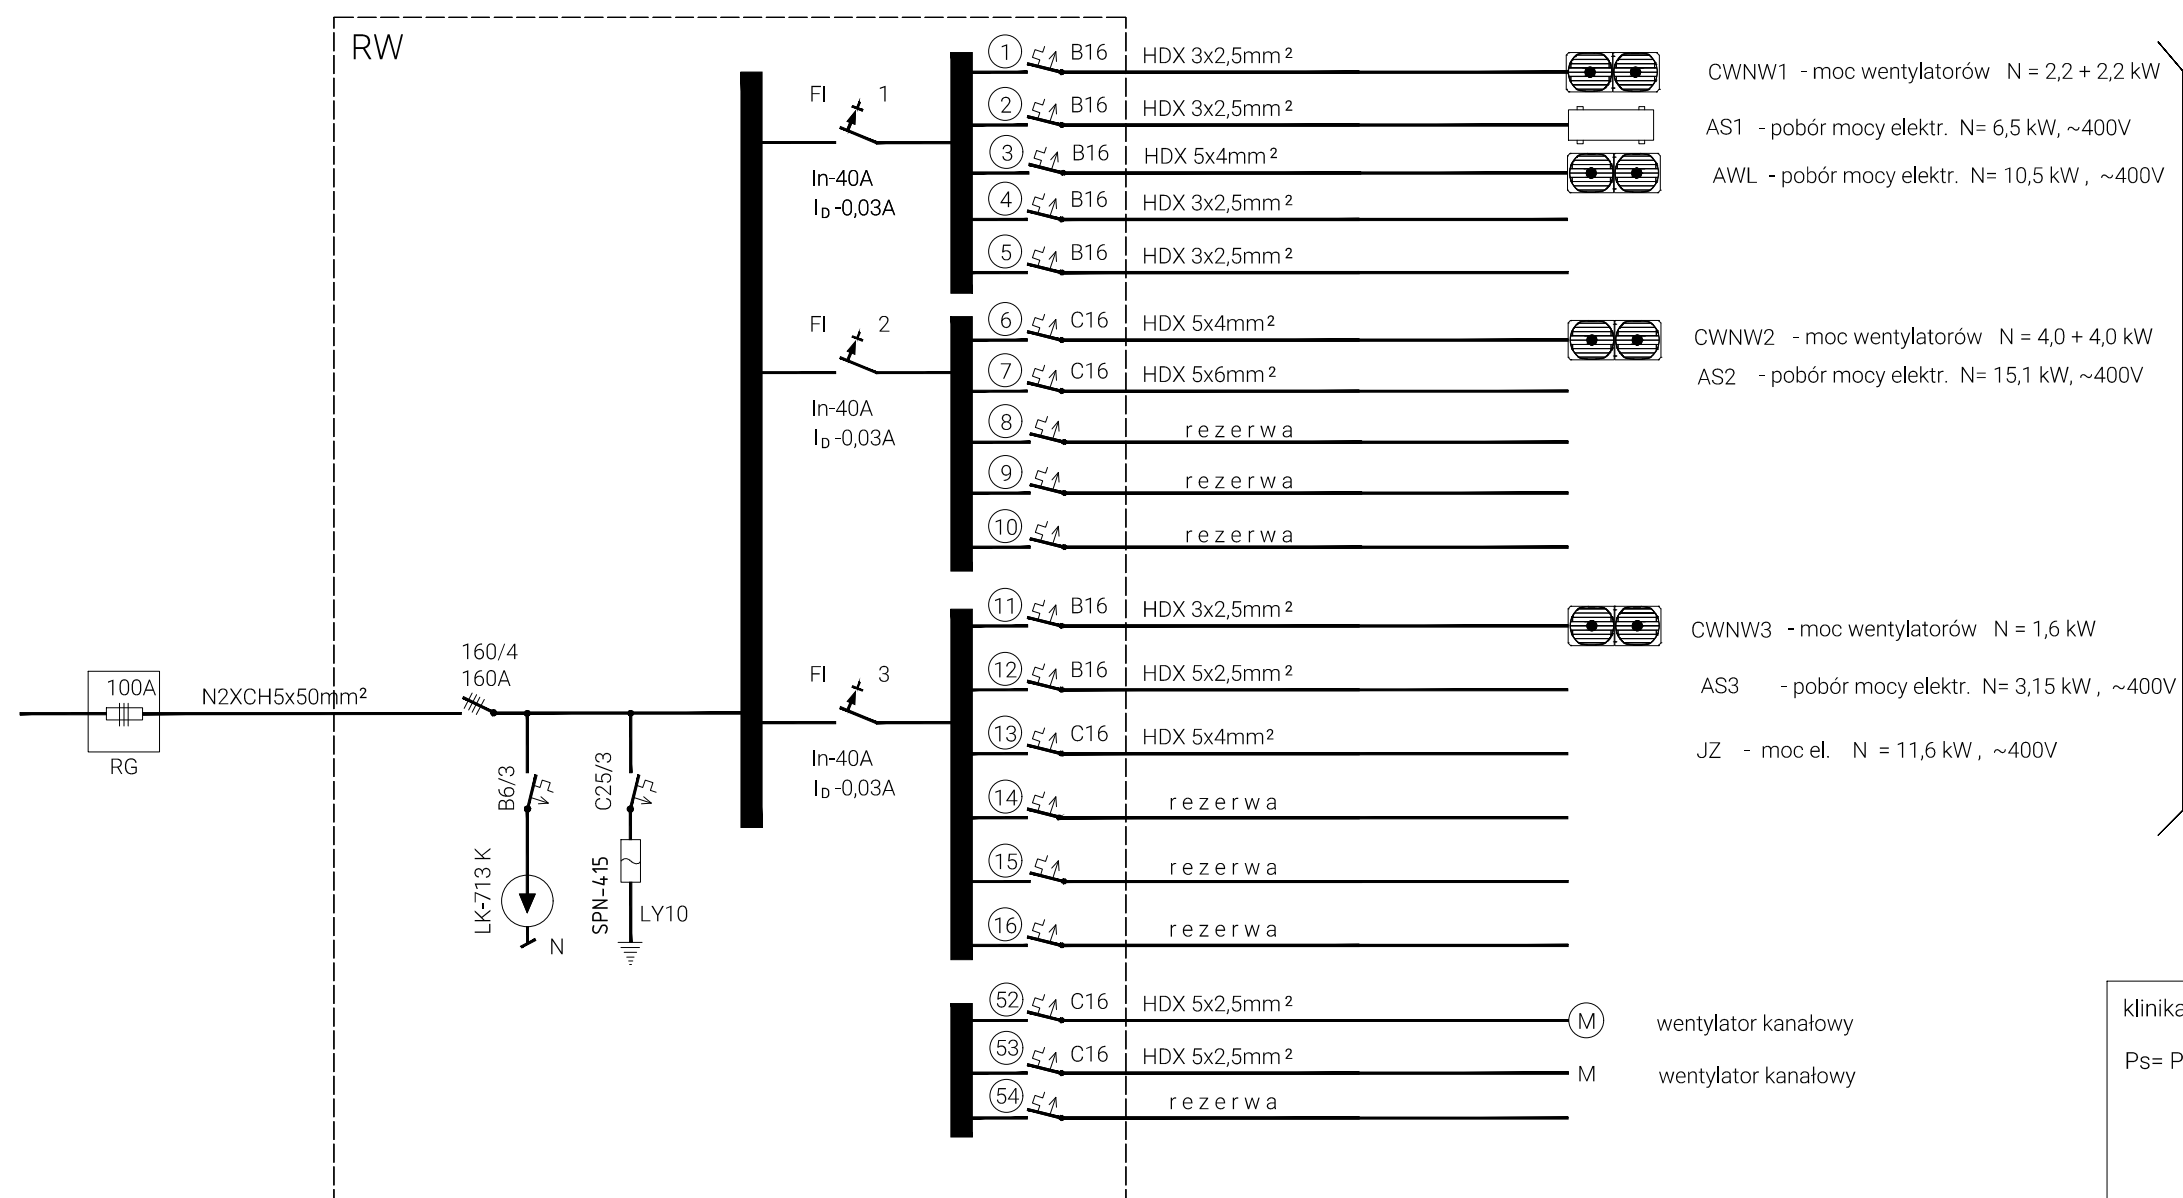 RW
FI 1
In-40A
I_D -0,03A
1 B16 HDX 3x2,5mm² CWNW1 - moc wentylatorów N = 2,2 + 2,2 kW
2 B16 HDX 3x2,5mm² AS1 - pobór mocy elektr. N= 6,5 kW, ~400V
3 B16 HDX 5x4mm² AWL - pobór mocy elektr. N= 10,5 kW , ~400V
4 B16 HDX 3x2,5mm²
5 B16 HDX 3x2,5mm²
FI 2
In-40A
I_D -0,03A
6 C16 HDX 5x4mm² CWNW2 - moc wentylatorów N = 4,0 + 4,0 kW
7 C16 HDX 5x6mm² AS2 - pobór mocy elektr. N= 15,1 kW, ~400V
8 rezerwa
9 rezerwa
10 rezerwa
FI 3
In-40A
I_D -0,03A
11 B16 HDX 3x2,5mm² CWNW3 - moc wentylatorów N = 1,6 kW
12 B16 HDX 5x2,5mm² AS3 - pobór mocy elektr. N= 3,15 kW , ~400V
13 C16 HDX 5x4mm² JZ - moc el. N = 11,6 kW , ~400V
14 rezerwa
15 rezerwa
16 rezerwa
52 C16 HDX 5x2,5mm² M wentylator kanałowy
53 C16 HDX 5x2,5mm² M wentylator kanałowy
54 rezerwa
100A
RG
N2XCH5x50mm²
160/4
160A
B6/3
LK-713 K
N
C25/3
SPN-415
LY10
klinika
Ps= P